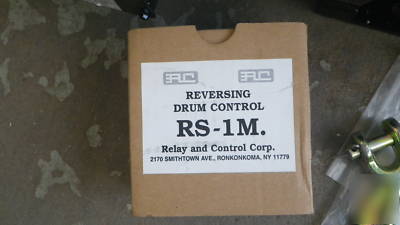 RC RC
REVERSING
DRUM CONTROL
RS-1M.
Relay and Control Corp.
2170 SMITHTOWN AVE., RONKONKOMA, NY 11779